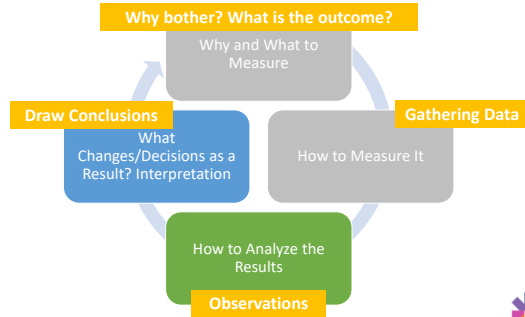 Why bother? What is the outcome?
Why and What to
Measure
Draw Conclusions
Gathering Data
What
Changes/Decisions as a
Result? Interpretation
How to Measure It
How to Analyze the
Results
Observations